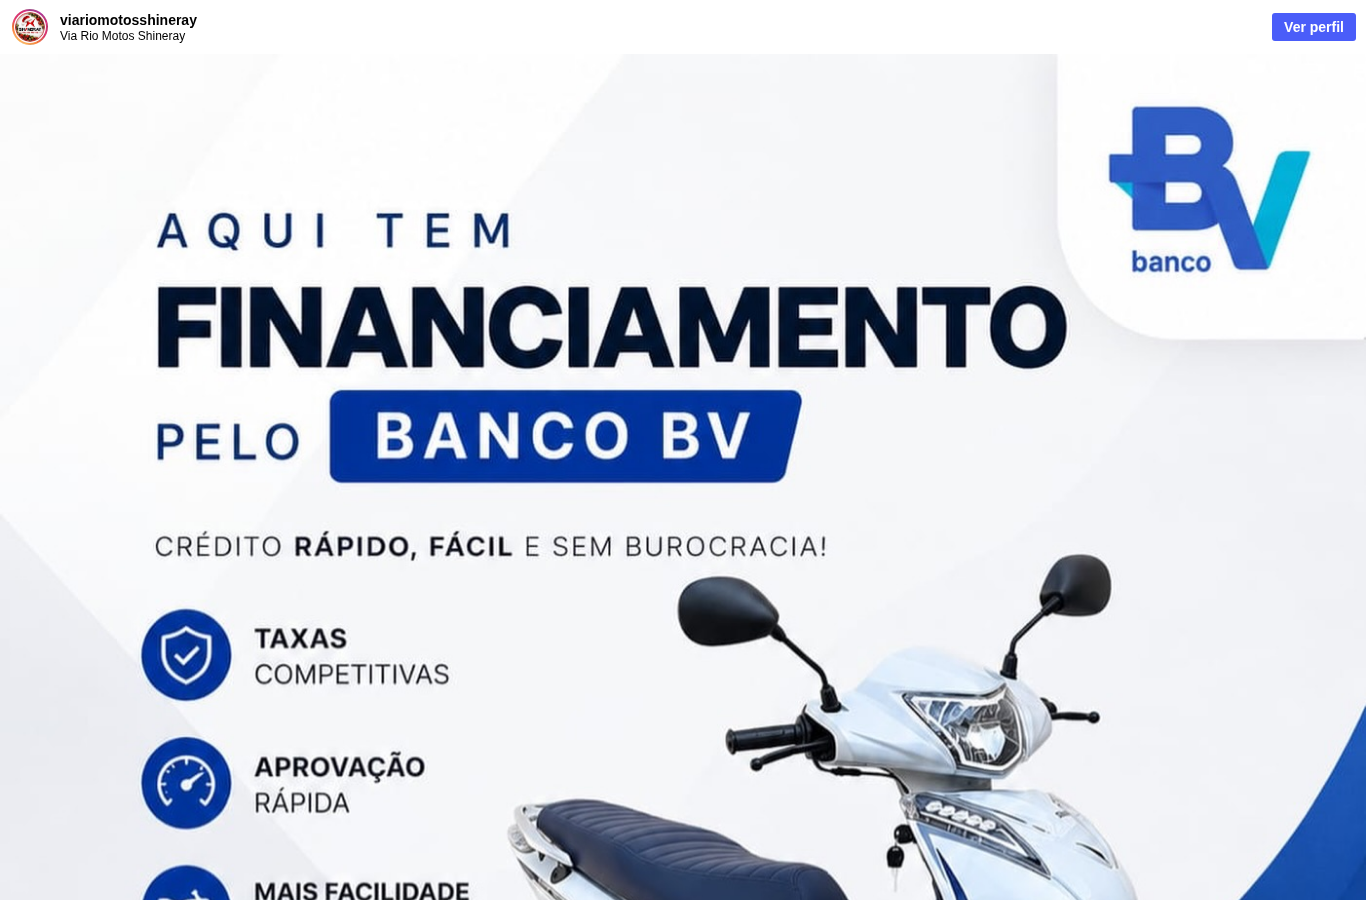 viariomotosshineray
Via Rio Motos Shineray
Ver perfil
BV
banco
AQUI TEM
FINANCIAMENTO
PELO BANCO BV
CRÉDITO RÁPIDO, FÁCIL E SEM BUROCRACIA!
TAXAS
COMPETITIVAS
APROVAÇÃO
RÁPIDA
MAIS FACILIDADE